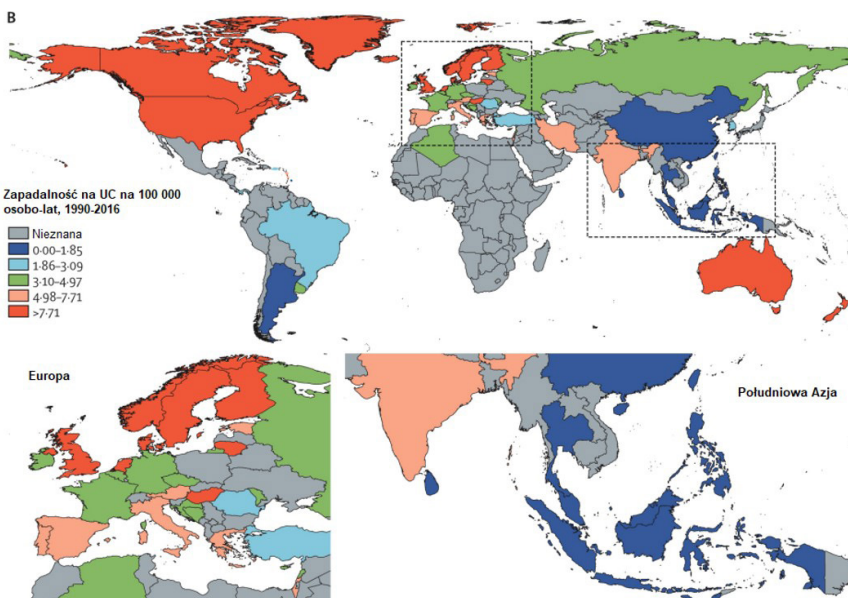 B
Zapadalność na UC na 100 000
osobo-lat, 1990-2016
Nieznana
0·00–1·85
1·86–3·09
3·10–4·97
4·98–7·71
>7·71
Europa
Południowa Azja